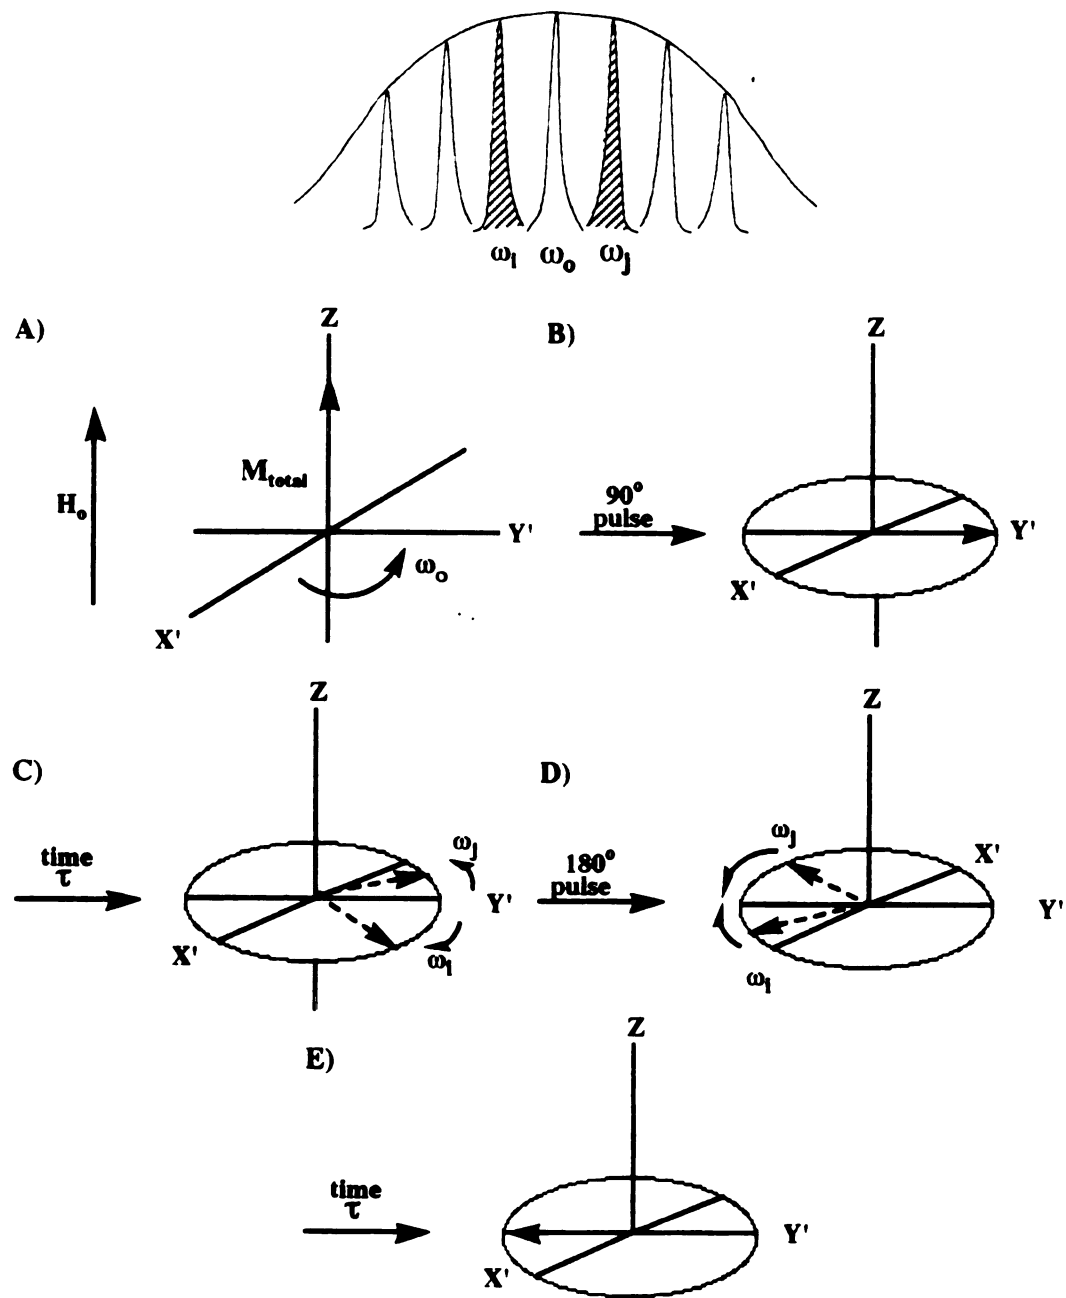 ωi ωo ωj
A)
Z
Ho
Mtotal
Y'
ωo
X'
B)
90°
pulse
Z
Y'
X'
C)
time
τ
Z
ωj
Y'
X'
ωi
D)
180°
pulse
Z
ωj
X'
Y'
ωi
E)
time
τ
Z
Y'
X'